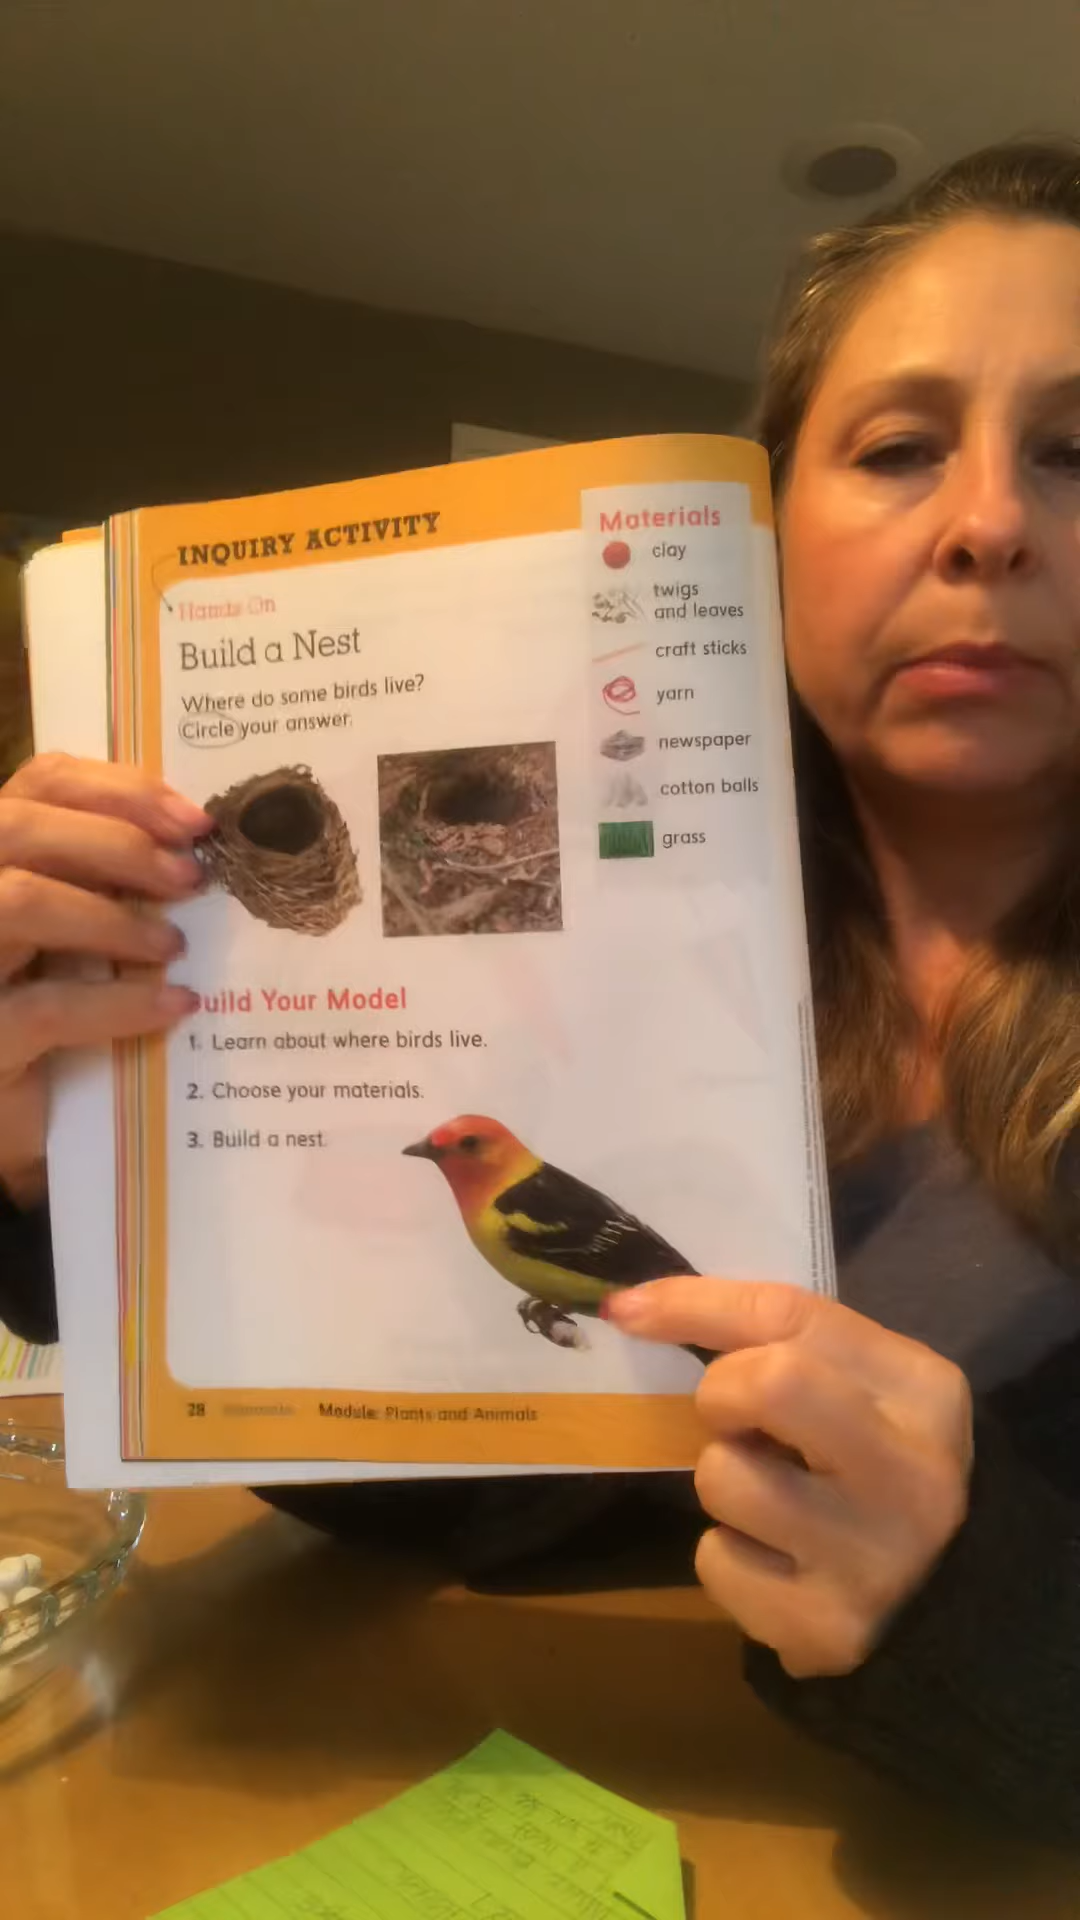 INQUIRY ACTIVITY
Hands On
Build a Nest
Where do some birds live?
Circle your answer.
Materials
clay
twigs
and leaves
craft sticks
yarn
newspaper
cotton balls
grass
Build Your Model
1. Learn about where birds live.
2. Choose your materials.
3. Build a nest.
28 Module: Plants and Animals